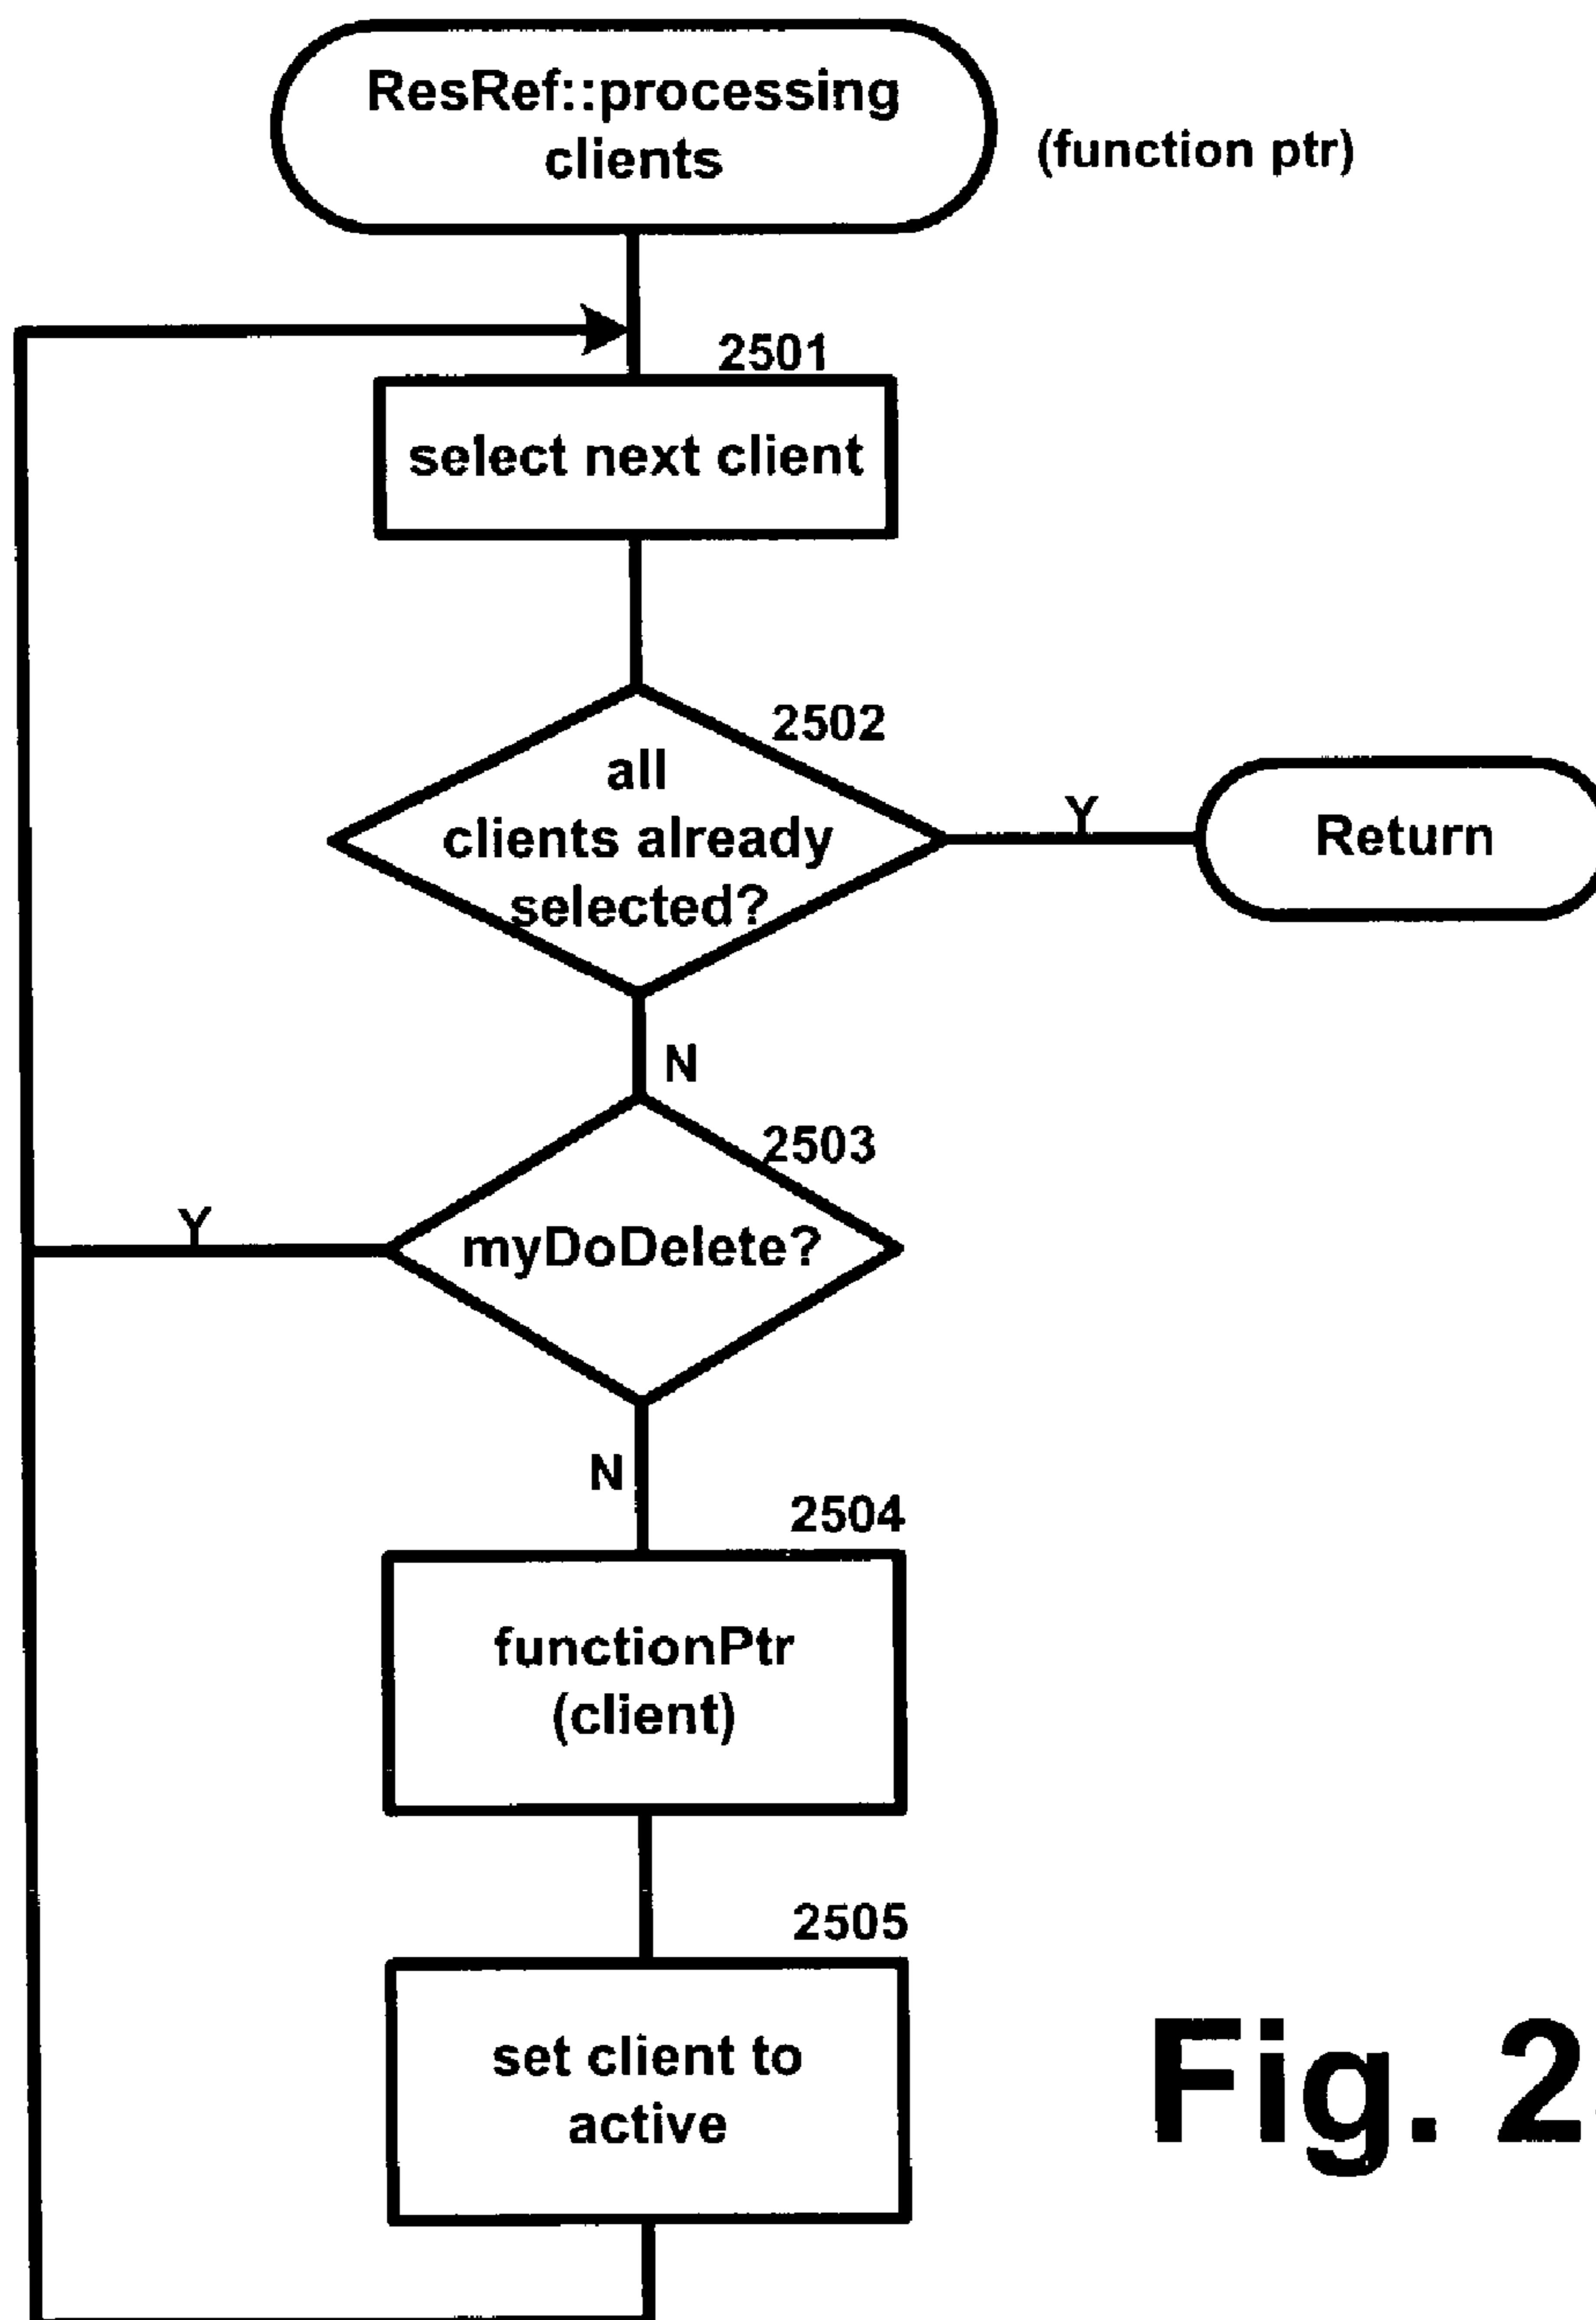 ResRef::processing
clients
(function ptr)
2501
select next client
2502
all
clients already
selected?
Y
Return
N
2503
myDoDelete?
Y
N
2504
functionPtr
(client)
2505
set client to
active
Fig. 2